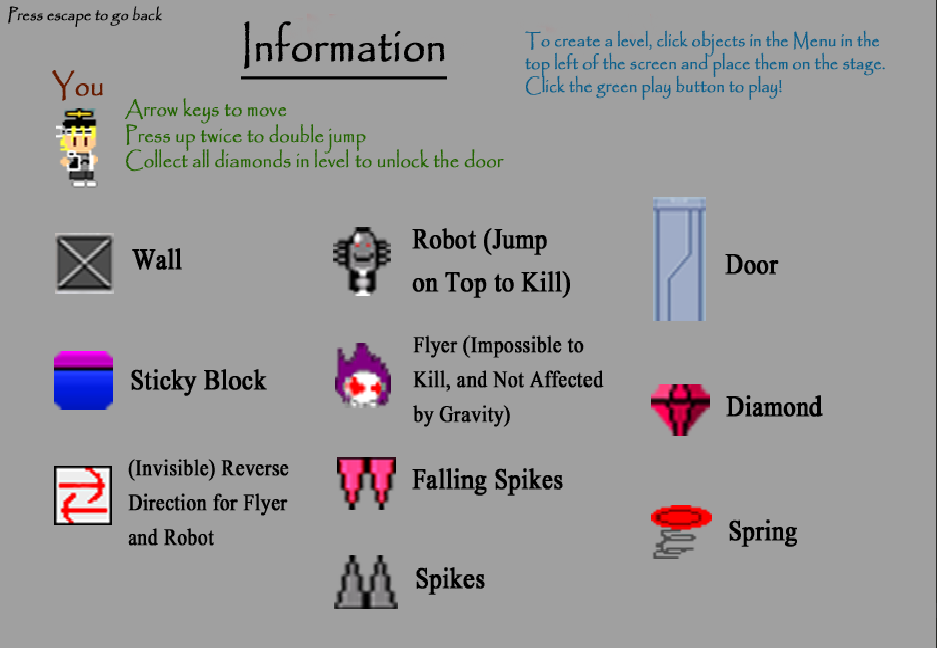 Press escape to go back
Information
To create a level, click objects in the Menu in the
top left of the screen and place them on the stage.
Click the green play button to play!
You
Arrow keys to move
Press up twice to double jump
Collect all diamonds in level to unlock the door
Wall
Robot (Jump
on Top to Kill)
Door
Sticky Block
Flyer (Impossible to
Kill, and Not Affected
by Gravity)
Diamond
(Invisible) Reverse
Direction for Flyer
and Robot
Falling Spikes
Spring
Spikes